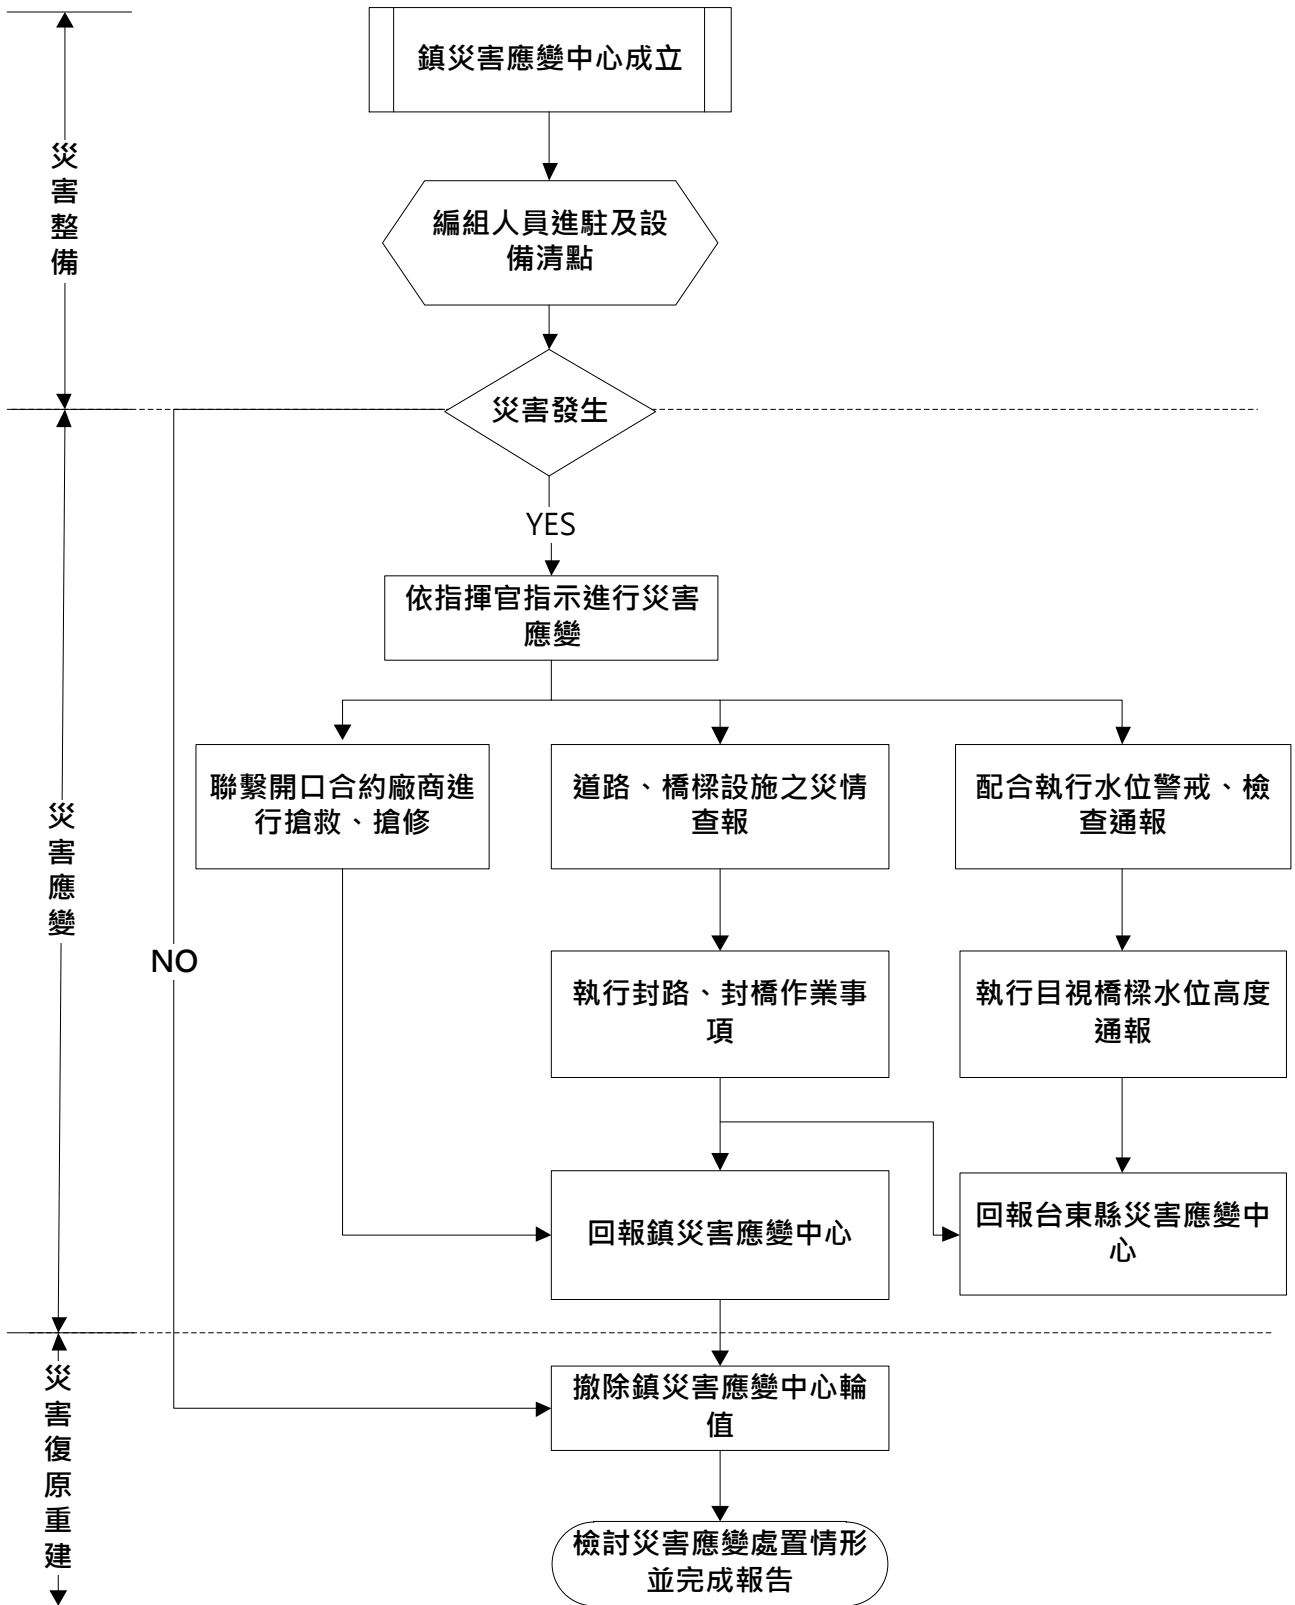 鎮災害應變中心成立
災害整備
編組人員進駐及設
備清點
災害發生
YES
依指揮官指示進行災害
應變
聯繫開口合約廠商進
行搶救、搶修
道路、橋樑設施之災情
查報
配合執行水位警戒、檢
查通報
災害應變
NO
執行封路、封橋作業事
項
執行目視橋樑水位高度
通報
回報鎮災害應變中心
回報台東縣災害應變中
心
災害復原重建
撤除鎮災害應變中心輪
值
檢討災害應變處置情形
並完成報告